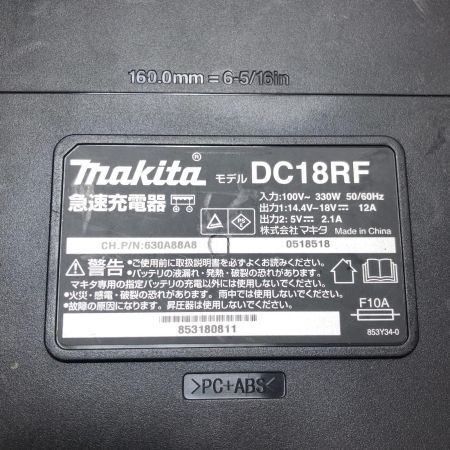 160.0mm = 6-5/16in
makita® モデル DC18RF
急速充電器
入力:100V~ 330W 50/60Hz
出力1:14.4V⎓18V⎓ 12A
出力2: 5V⎓ 2.1A
株式会社 マキタ Made in China
PS
CH.P/N:630A88A8 0518518
⚠警告 •ご使用前に取扱説明書を必ずよくお読みください。
•バッテリの液漏れ・発熱・破裂の恐れがあります。
マキタ専用の指定バッテリの充電以外には使用しないでください。
•火災・感電・破裂の恐れあり。雨中では使用しないでください。
•故障の原因になります。昇圧器は使用しないでください。
F10A
853180811
853Y34-0
>PC+ABS<